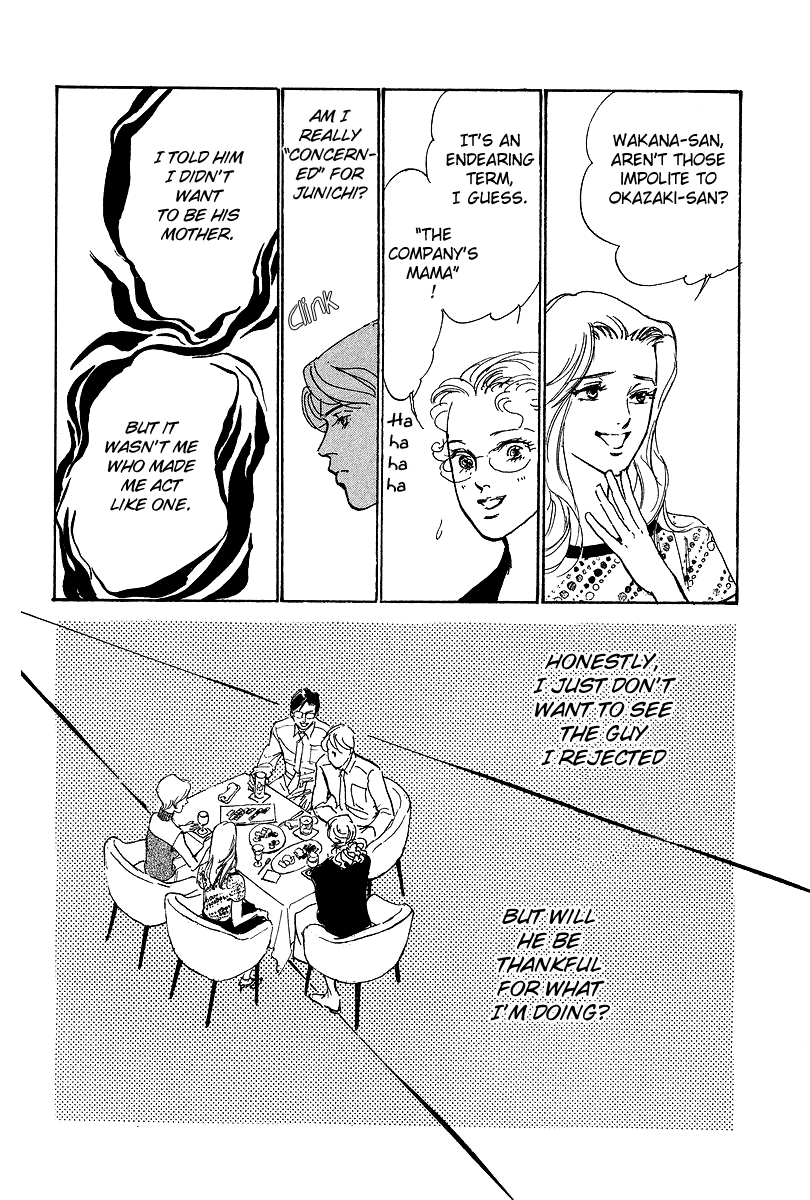 WAKANA-SAN,
AREN'T THOSE
IMPOLITE TO
OKAZAKI-SAN?
IT'S AN
ENDEARING
TERM,
I GUESS.
"THE
COMPANY'S
MAMA"
!
Ha
ha
ha
ha
AM I
REALLY
"CONCERN-
ED" FOR
JUNICHI?
Clink
I TOLD HIM
I DIDN'T
WANT
TO BE HIS
MOTHER.
BUT IT
WASN'T ME
WHO MADE
ME ACT
LIKE ONE.
HONESTLY,
I JUST DON'T
WANT TO SEE
THE GUY
I REJECTED
BUT WILL
HE BE
THANKFUL
FOR WHAT
I'M DOING?